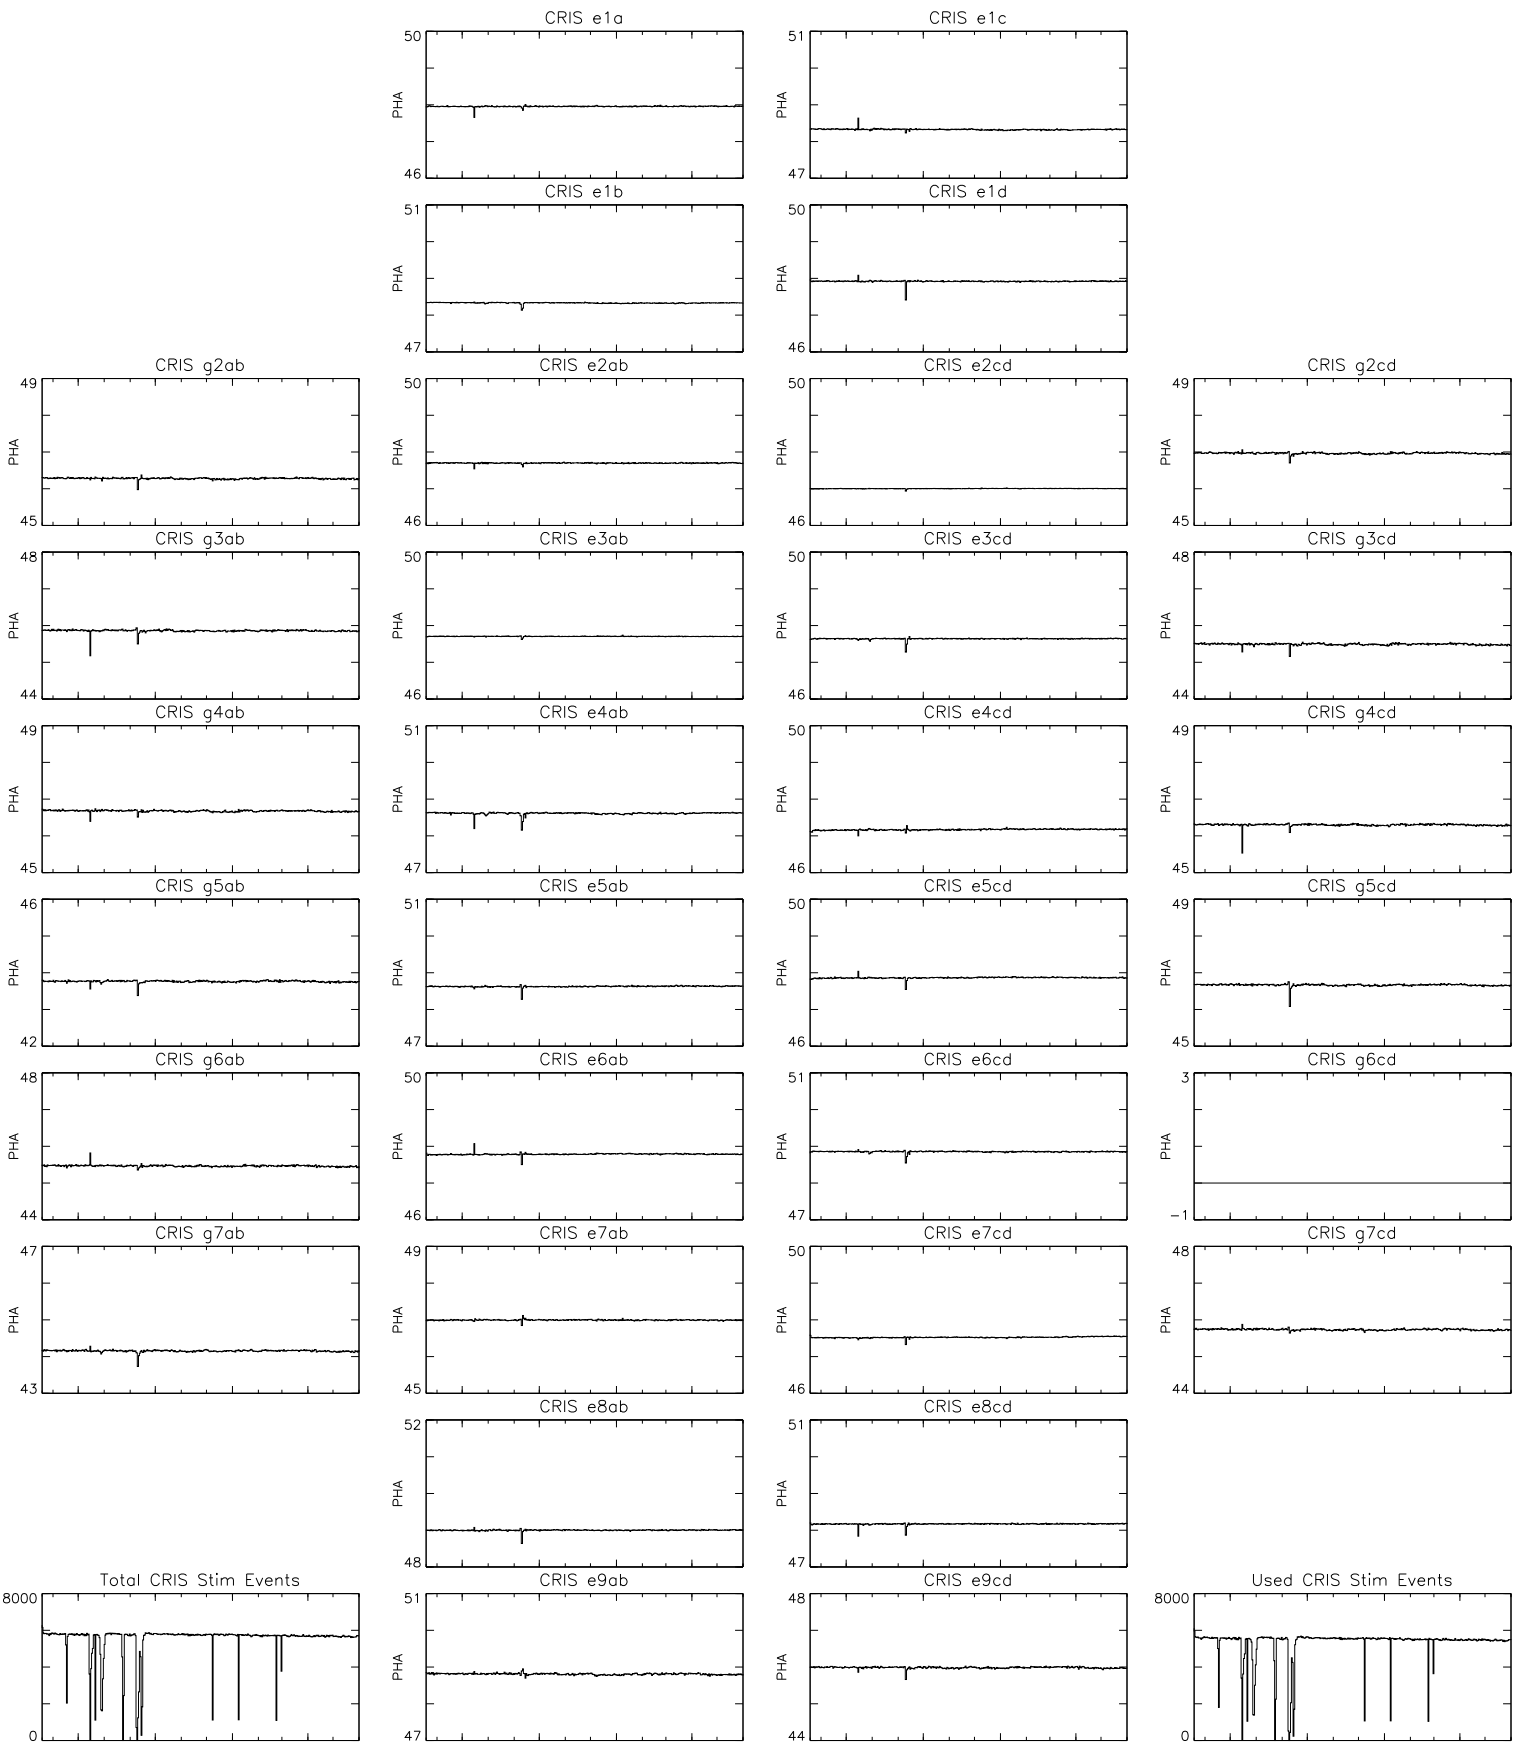 CRIS e1a
CRIS e1c
50
PHA
46
51
PHA
47
CRIS e1b
CRIS e1d
51
PHA
47
50
PHA
46
CRIS g2ab
CRIS e2ab
CRIS e2cd
CRIS g2cd
49
PHA
45
50
PHA
46
50
PHA
46
49
PHA
45
CRIS g3ab
CRIS e3ab
CRIS e3cd
CRIS g3cd
48
PHA
44
50
PHA
46
50
PHA
46
48
PHA
44
CRIS g4ab
CRIS e4ab
CRIS e4cd
CRIS g4cd
49
PHA
45
51
PHA
47
50
PHA
46
49
PHA
45
CRIS g5ab
CRIS e5ab
CRIS e5cd
CRIS g5cd
46
PHA
42
51
PHA
47
50
PHA
46
49
PHA
45
CRIS g6ab
CRIS e6ab
CRIS e6cd
CRIS g6cd
48
PHA
44
50
PHA
46
51
PHA
47
3
PHA
-1
CRIS g7ab
CRIS e7ab
CRIS e7cd
CRIS g7cd
47
PHA
43
49
PHA
45
50
PHA
46
48
PHA
44
CRIS e8ab
CRIS e8cd
52
PHA
48
51
PHA
47
Total CRIS Stim Events
CRIS e9ab
CRIS e9cd
Used CRIS Stim Events
8000
0
51
PHA
47
48
PHA
44
8000
0